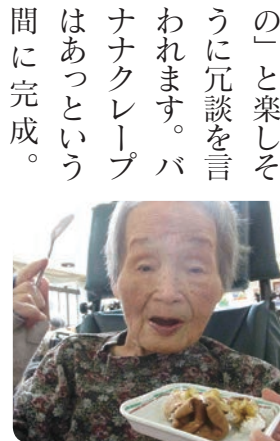 の」と楽しそ
うに冗談を言
われます。バ
ナナクレープ
はあっという
間に完成。